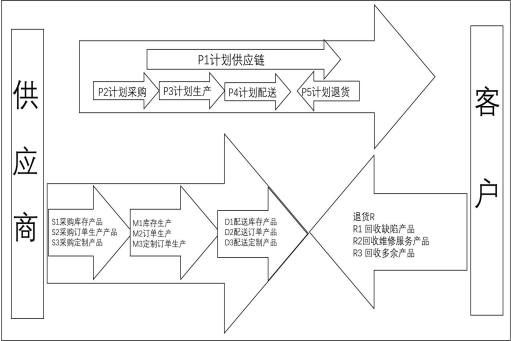 供应商
P1计划供应链
P2计划采购
P3计划生产
P4计划配送
P5计划退货
S1采购库存产品
S2采购订单生产产品
S3采购定制产品
M1库存生产
M2订单生产
M3定制订单生产
D1配送库存产品
D2配送订单产品
D3配送定制产品
退货R
R1 回收缺陷产品
R2回收维修服务产品
R3 回收多余产品
客户